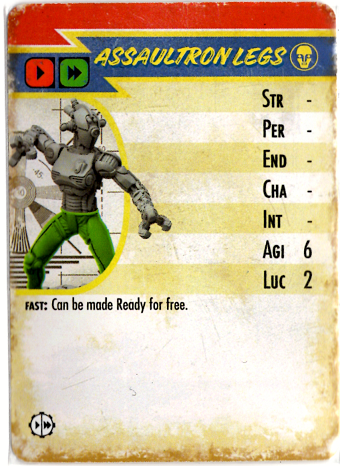 ASSAULTRON LEGS
STR -
PER -
END -
CHA -
INT -
AGI 6
LUC 2
FAST: Can be made Ready for free.